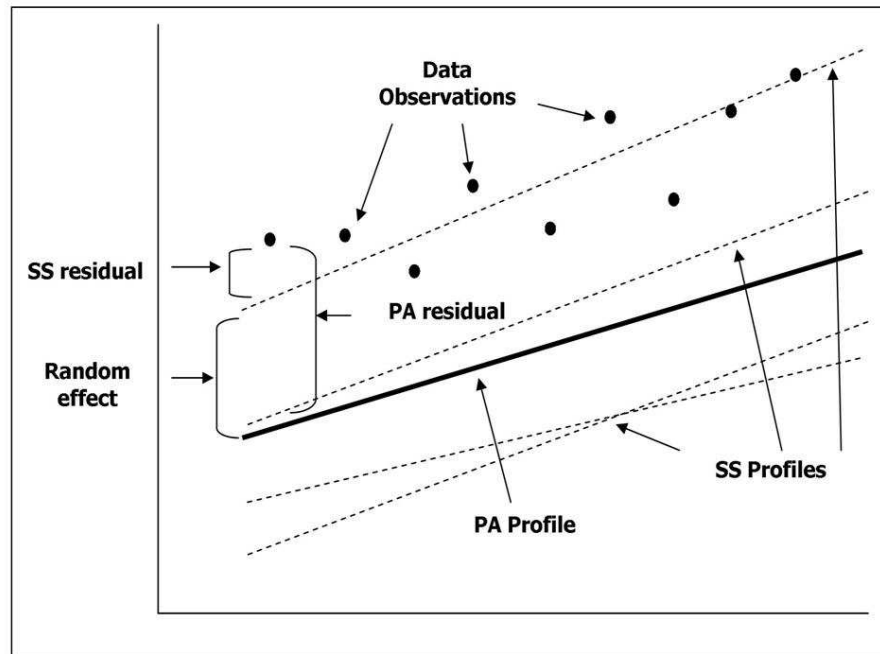 Data
Observations
SS residual
PA residual
Random
effect
SS Profiles
PA Profile